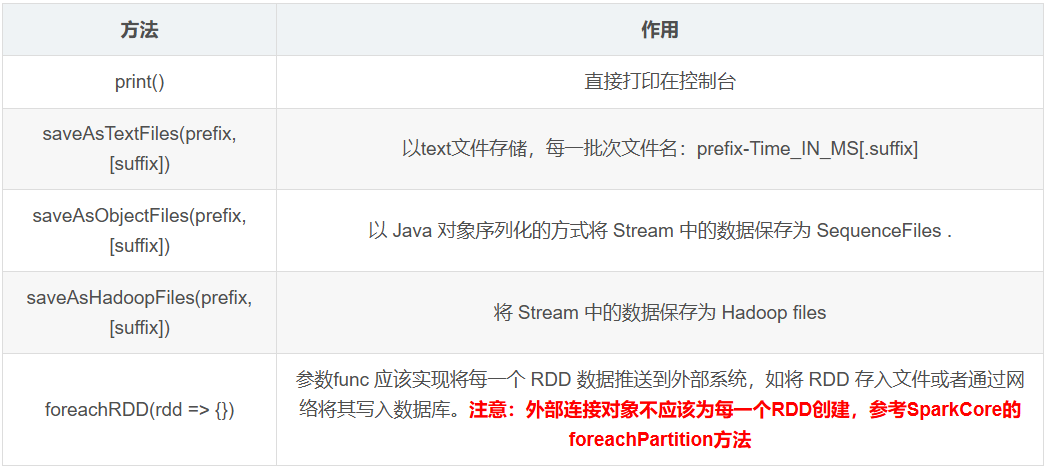 方法
作用
print()
直接打印在控制台
saveAsTextFiles(prefix,
[suffix])
以text文件存储，每一批次文件名：prefix-Time_IN_MS[.suffix]
saveAsObjectFiles(prefix,
[suffix])
以 Java 对象序列化的方式将 Stream 中的数据保存为 SequenceFiles .
saveAsHadoopFiles(prefix,
[suffix])
将 Stream 中的数据保存为 Hadoop files
foreachRDD(rdd => {})
参数func 应该实现将每一个 RDD 数据推送到外部系统，如将 RDD 存入文件或者通过网
络将其写入数据库。注意：外部连接对象不应该为每一个RDD创建，参考SparkCore的
foreachPartition方法